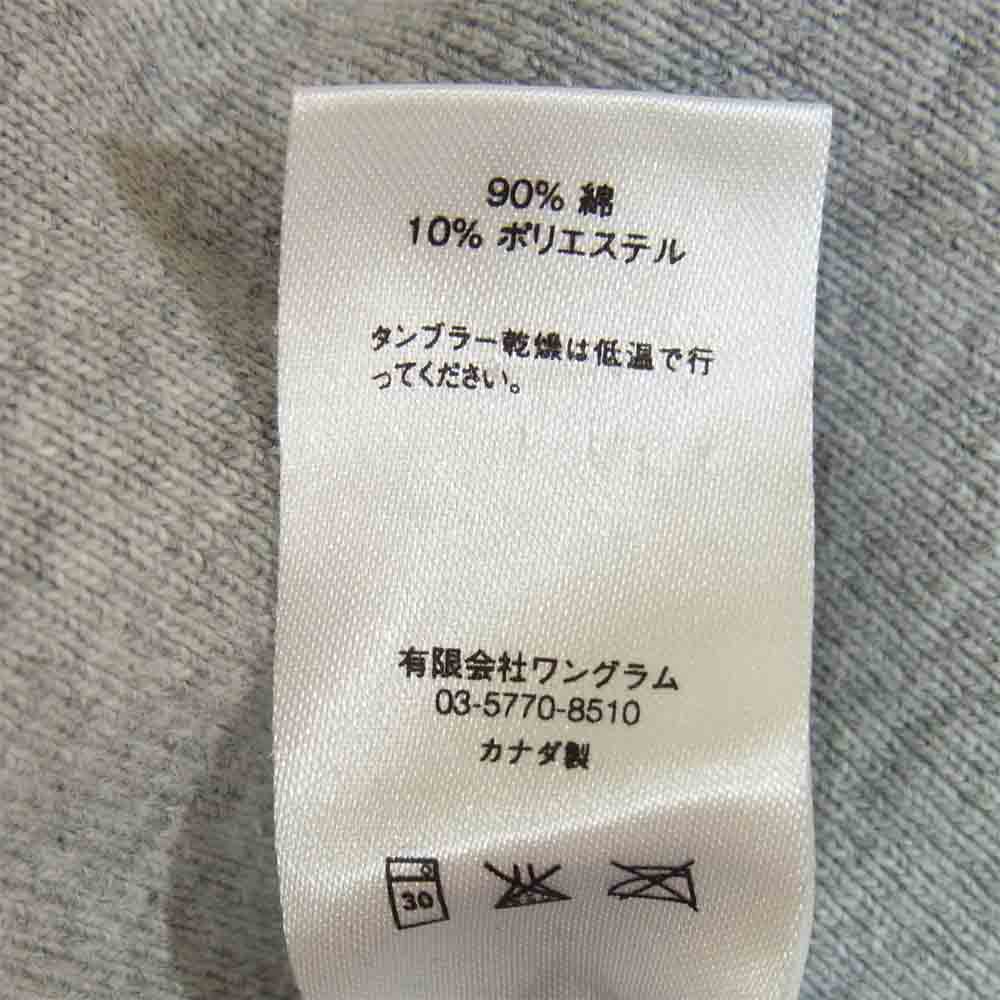 90% 綿
10% ポリエステル
タンブラー乾燥は低温で行
ってください。
有限会社ワングラム
03-5770-8510
カナダ製
30